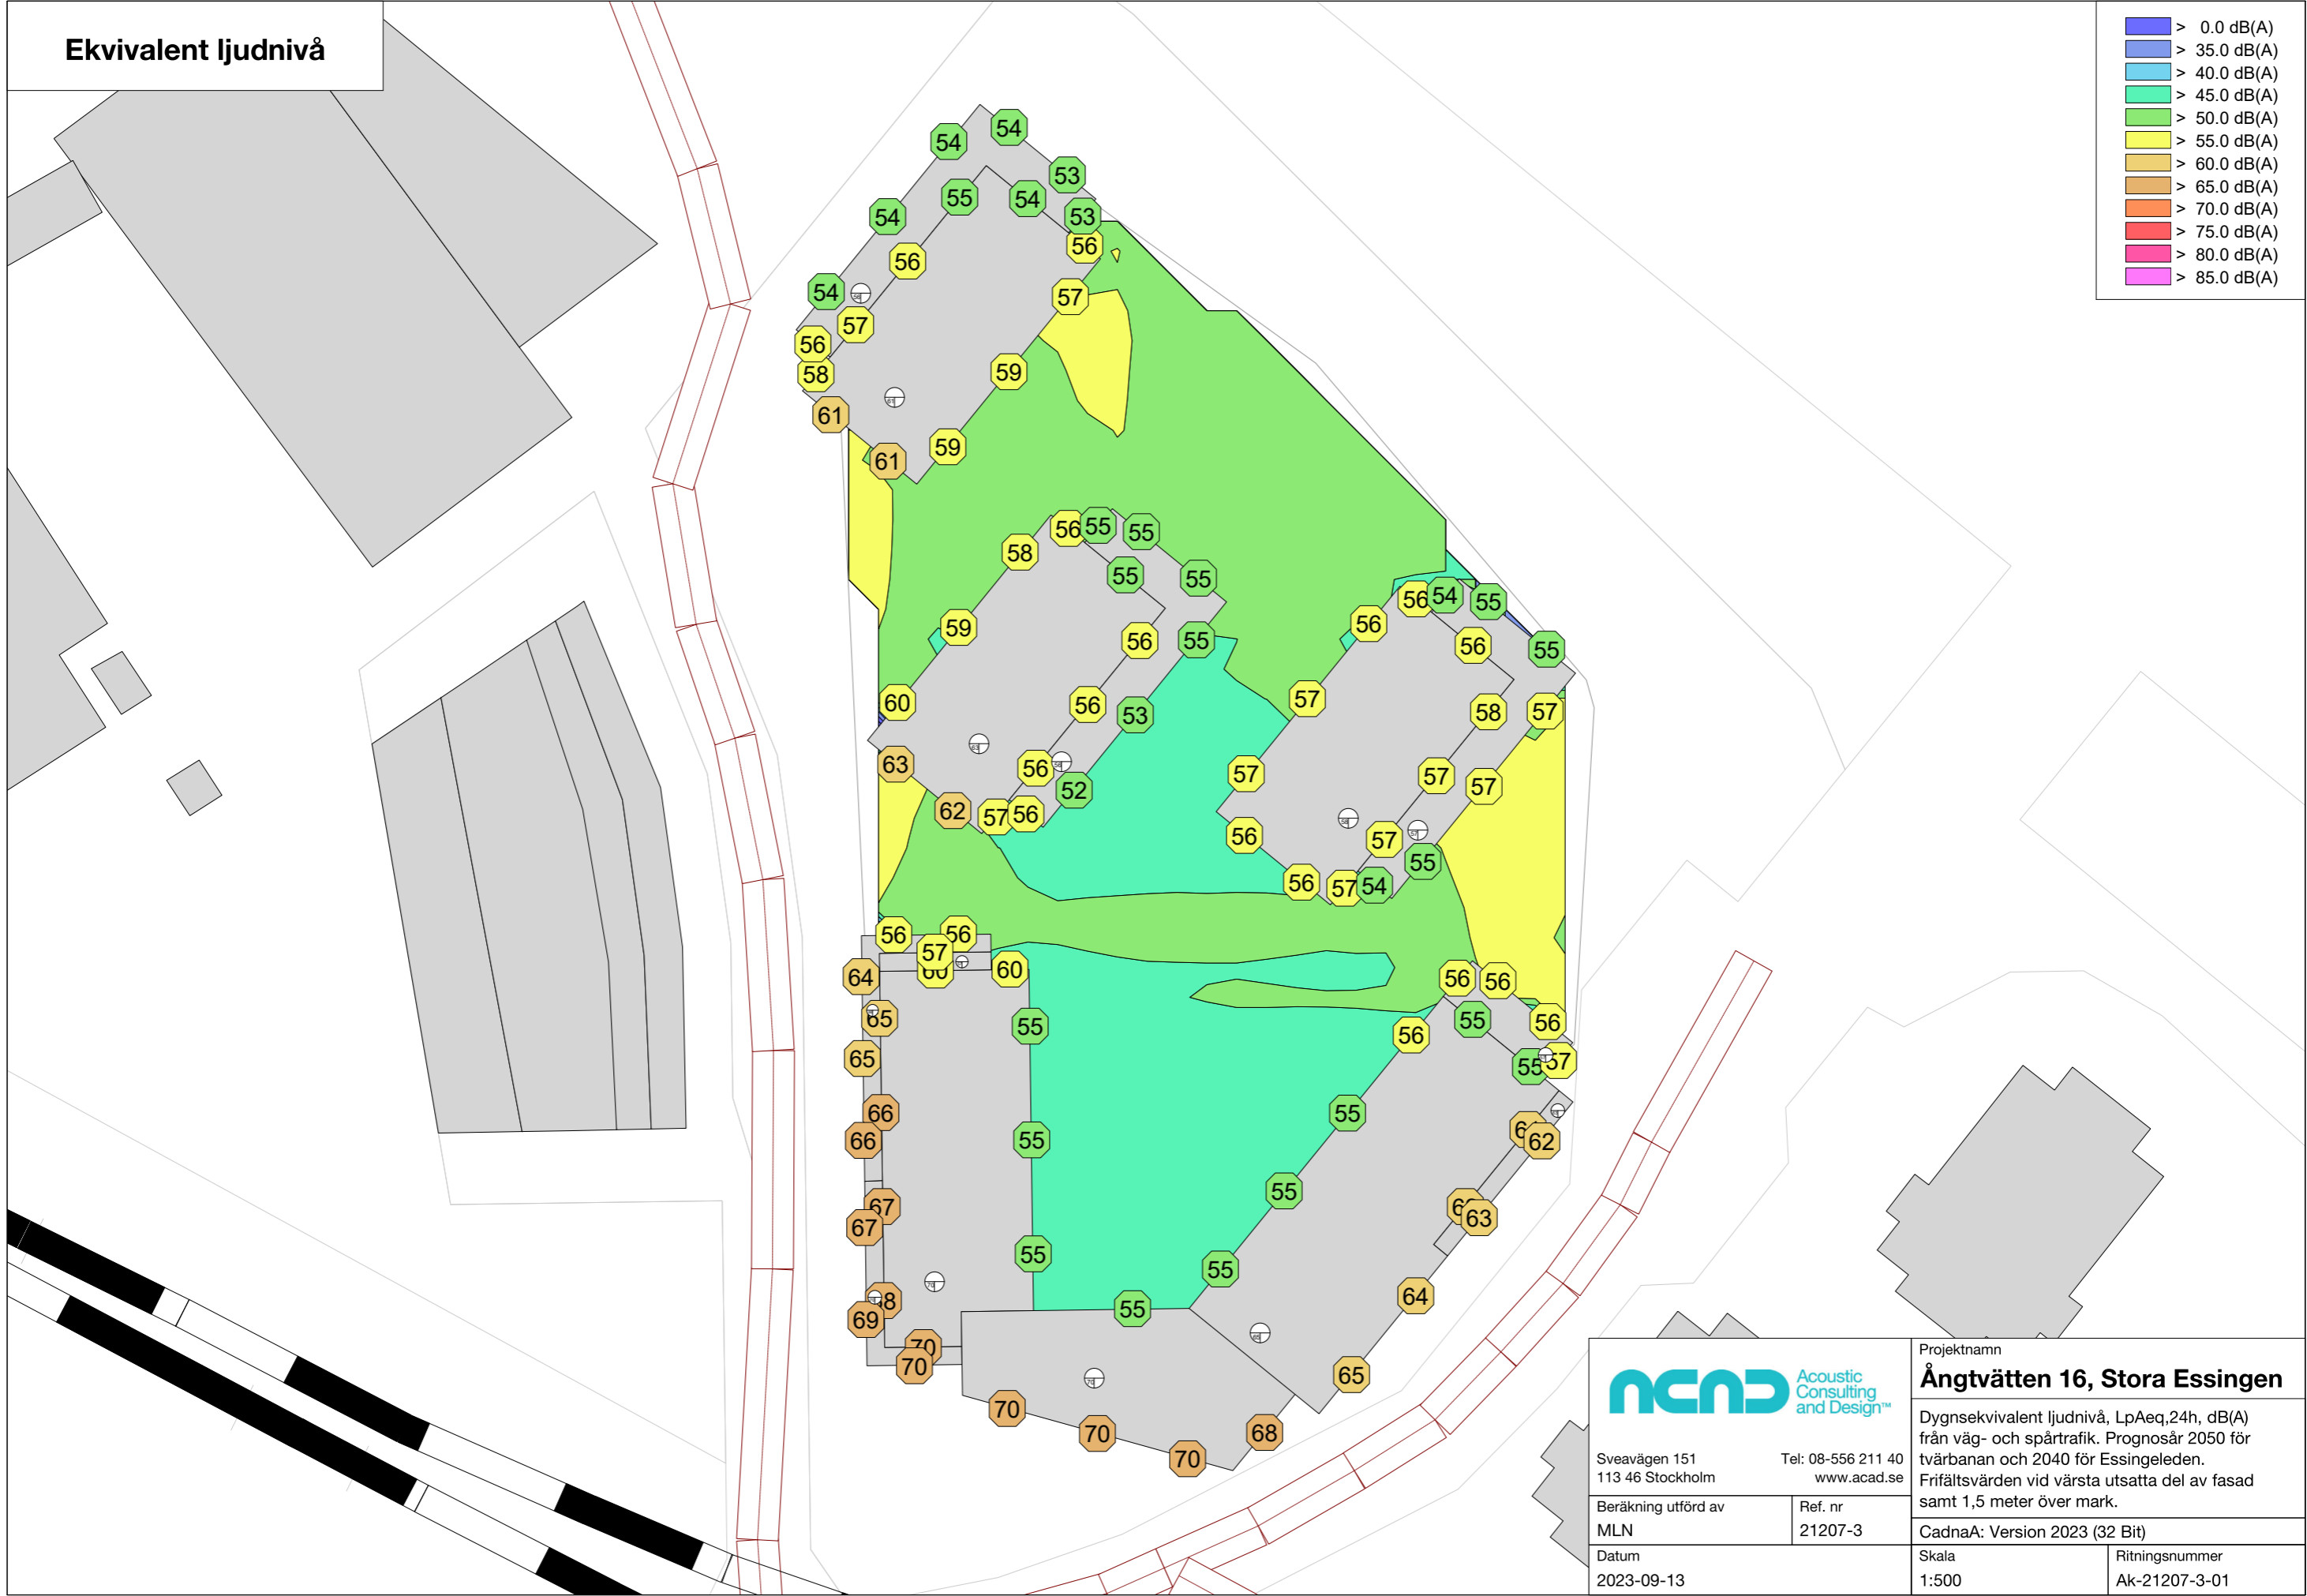 Ekvivalent ljudnivå
> 0.0 dB(A)
> 35.0 dB(A)
> 40.0 dB(A)
> 45.0 dB(A)
> 50.0 dB(A)
> 55.0 dB(A)
> 60.0 dB(A)
> 65.0 dB(A)
> 70.0 dB(A)
> 75.0 dB(A)
> 80.0 dB(A)
> 85.0 dB(A)
54
54
53
55
54
54
53
56
56
54
57
57
56
58
59
61
59
61
56
55
55
58
55
55
59
56
55
60
56
53
63
56
52
62
57
56
56
54
55
56
56
55
57
58
57
57
57
57
56
57
55
56
57
54
56
56
57
60
60
64
65
65
66
66
67
67
69
70
70
55
55
55
55
56
56
55
56
56
55
57
55
62
55
63
55
64
65
68
70
70
70
acad
Acoustic
Consulting
and Design™
Sveavägen 151
113 46 Stockholm
Tel: 08-556 211 40
www.acad.se
Beräkning utförd av
MLN
Ref. nr
21207-3
Datum
2023-09-13
Projektnamn
Ångtvätten 16, Stora Essingen
Dygnsekvivalent ljudnivå, LpAeq,24h, dB(A)
från väg- och spårtrafik. Prognosår 2050 för
tvärbanan och 2040 för Essingeleden.
Frifältsvärden vid värsta utsatta del av fasad
samt 1,5 meter över mark.
CadnaA: Version 2023 (32 Bit)
Skala
1:500
Ritningsnummer
Ak-21207-3-01